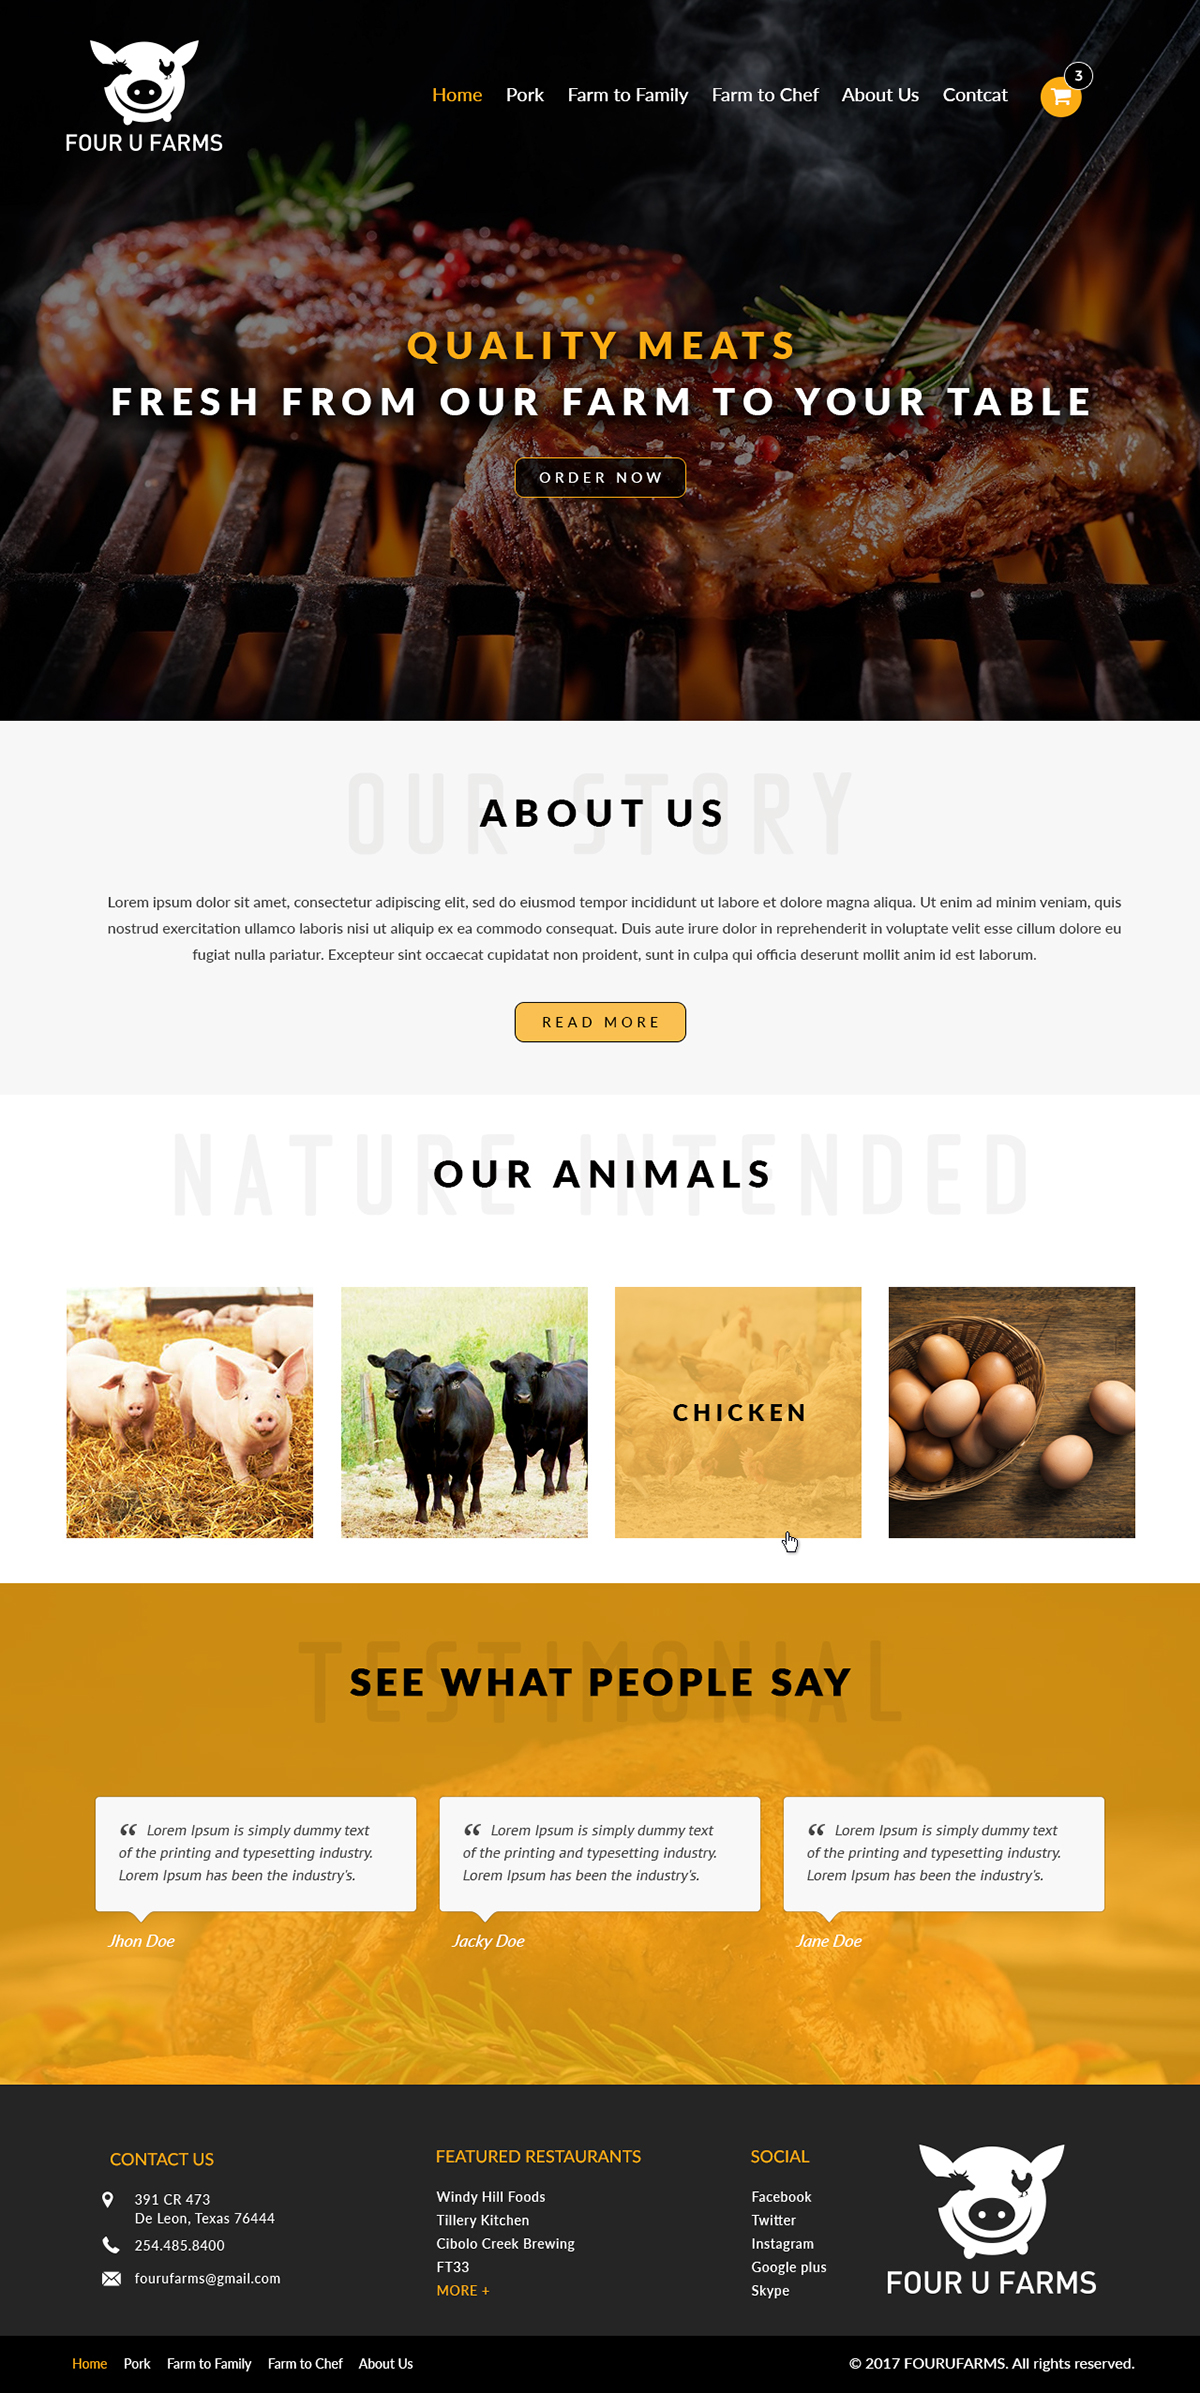 FOUR U FARMS
Home Pork Farm to Family Farm to Chef About Us Contcat
3
QUALITY MEATS
FRESH FROM OUR FARM TO YOUR TABLE
ORDER NOW
OUR STORY
ABOUT US
Lorem ipsum dolor sit amet, consectetur adipiscing elit, sed do eiusmod tempor incididunt ut labore et dolore magna aliqua. Ut enim ad minim veniam, quis
nostrud exercitation ullamco laboris nisi ut aliquip ex ea commodo consequat. Duis aute irure dolor in reprehenderit in voluptate velit esse cillum dolore eu
fugiat nulla pariatur. Excepteur sint occaecat cupidatat non proident, sunt in culpa qui officia deserunt mollit anim id est laborum.
READ MORE
NATURE INTENDED
OUR ANIMALS
CHICKEN
TESTIMONIAL
SEE WHAT PEOPLE SAY
“ Lorem Ipsum is simply dummy text
of the printing and typesetting industry.
Lorem Ipsum has been the industry's.
Jhon Doe
“ Lorem Ipsum is simply dummy text
of the printing and typesetting industry.
Lorem Ipsum has been the industry's.
Jacky Doe
“ Lorem Ipsum is simply dummy text
of the printing and typesetting industry.
Lorem Ipsum has been the industry's.
Jane Doe
CONTACT US
391 CR 473
De Leon, Texas 76444
254.485.8400
fourufarms@gmail.com
FEATURED RESTAURANTS
Windy Hill Foods
Tillery Kitchen
Cibolo Creek Brewing
FT33
MORE +
SOCIAL
Facebook
Twitter
Instagram
Google plus
Skype
FOUR U FARMS
Home Pork Farm to Family Farm to Chef About Us
© 2017 FOURUFARMS. All rights reserved.